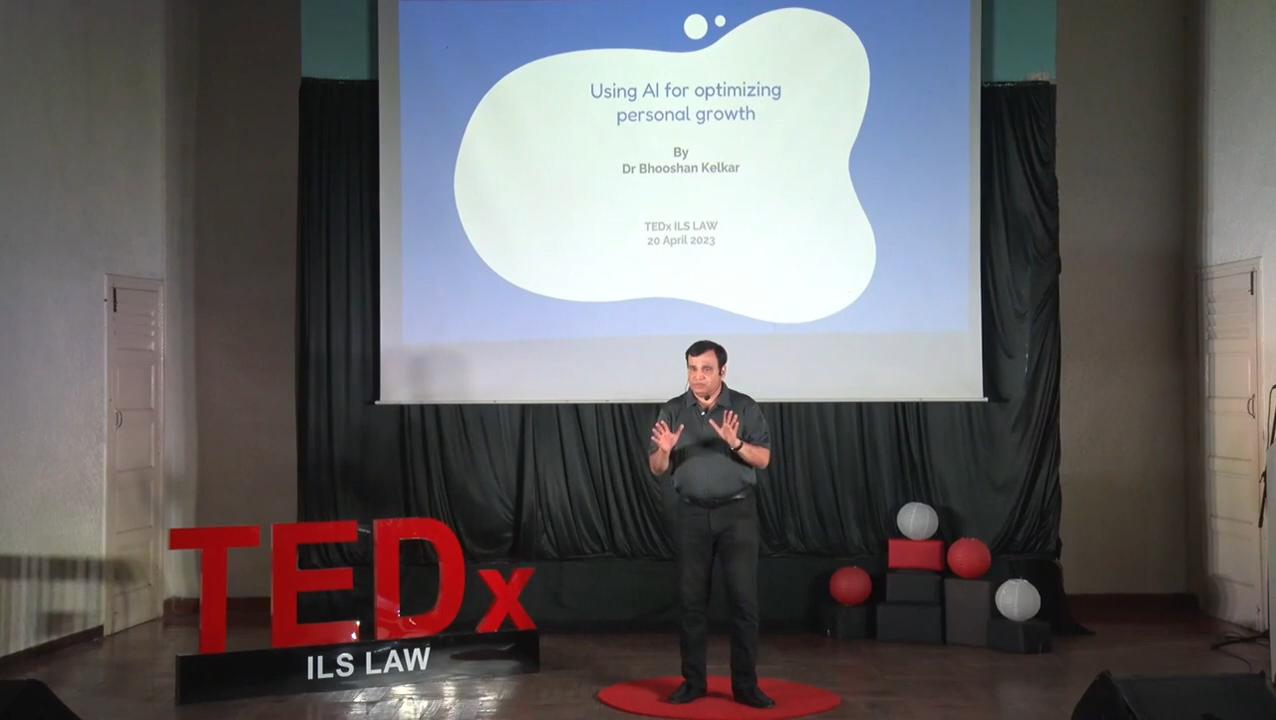 Using AI for optimizing
personal growth
By
Dr Bhooshan Kelkar
TEDx ILS LAW
20 April 2023
TEDx
ILS LAW